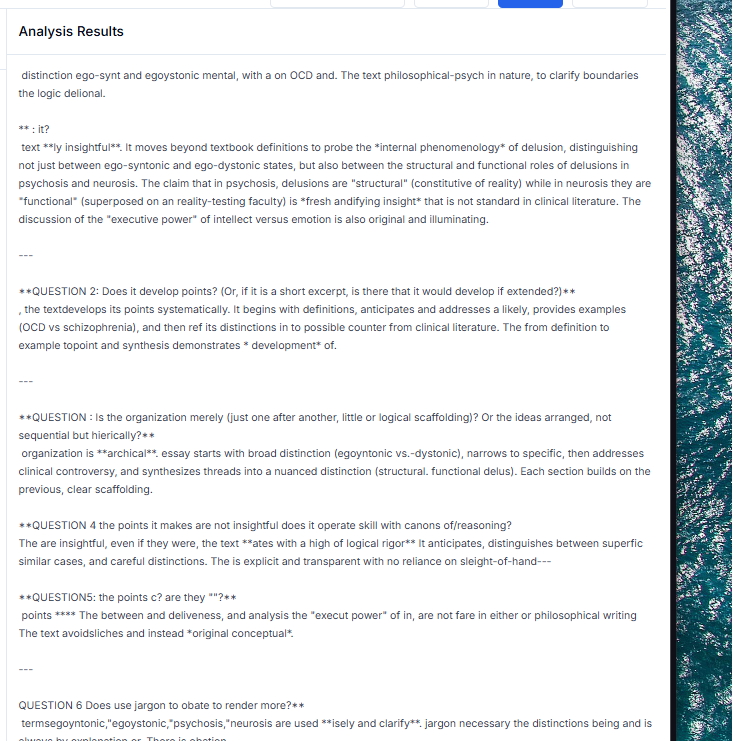 Analysis Results
distinction ego-synt and egoystonic mental, with a on OCD and. The text philosophical-psych in nature, to clarify boundaries
the logic delional.
** : it?
text **ly insightful**. It moves beyond textbook definitions to probe the *internal phenomenology* of delusion, distinguishing
not just between ego-syntonic and ego-dystonic states, but also between the structural and functional roles of delusions in
psychosis and neurosis. The claim that in psychosis, delusions are "structural" (constitutive of reality) while in neurosis they are
"functional" (superposed on an reality-testing faculty) is *fresh andifying insight* that is not standard in clinical literature. The
discussion of the "executive power" of intellect versus emotion is also original and illuminating.
---
**QUESTION 2: Does it develop points? (Or, if it is a short excerpt, is there that it would develop if extended?)**
, the textdevelops its points systematically. It begins with definitions, anticipates and addresses a likely, provides examples
(OCD vs schizophrenia), and then ref its distinctions in to possible counter from clinical literature. The from definition to
example topoint and synthesis demonstrates * development* of.
---
**QUESTION : Is the organization merely (just one after another, little or logical scaffolding)? Or the ideas arranged, not
sequential but hierically?**
organization is **archical**. essay starts with broad distinction (egoyntonic vs.-dystonic), narrows to specific, then addresses
clinical controversy, and synthesizes threads into a nuanced distinction (structural. functional delus). Each section builds on the
previous, clear scaffolding.
**QUESTION 4 the points it makes are not insightful does it operate skill with canons of/reasoning?
The are insightful, even if they were, the text **ates with a high of logical rigor** It anticipates, distinguishes between superfic
similar cases, and careful distinctions. The is explicit and transparent with no reliance on sleight-of-hand---
**QUESTION5: the points c? are they ""?**
points **** The between and deliveness, and analysis the "execut power" of in, are not fare in either or philosophical writing
The text avoidsliches and instead *original conceptual*.
---
QUESTION 6 Does use jargon to obate to render more?**
termsegoyntonic,"egoystonic,"psychosis,"neurosis are used **isely and clarify**. jargon necessary the distinctions being and is
always by explanation or. There is obation